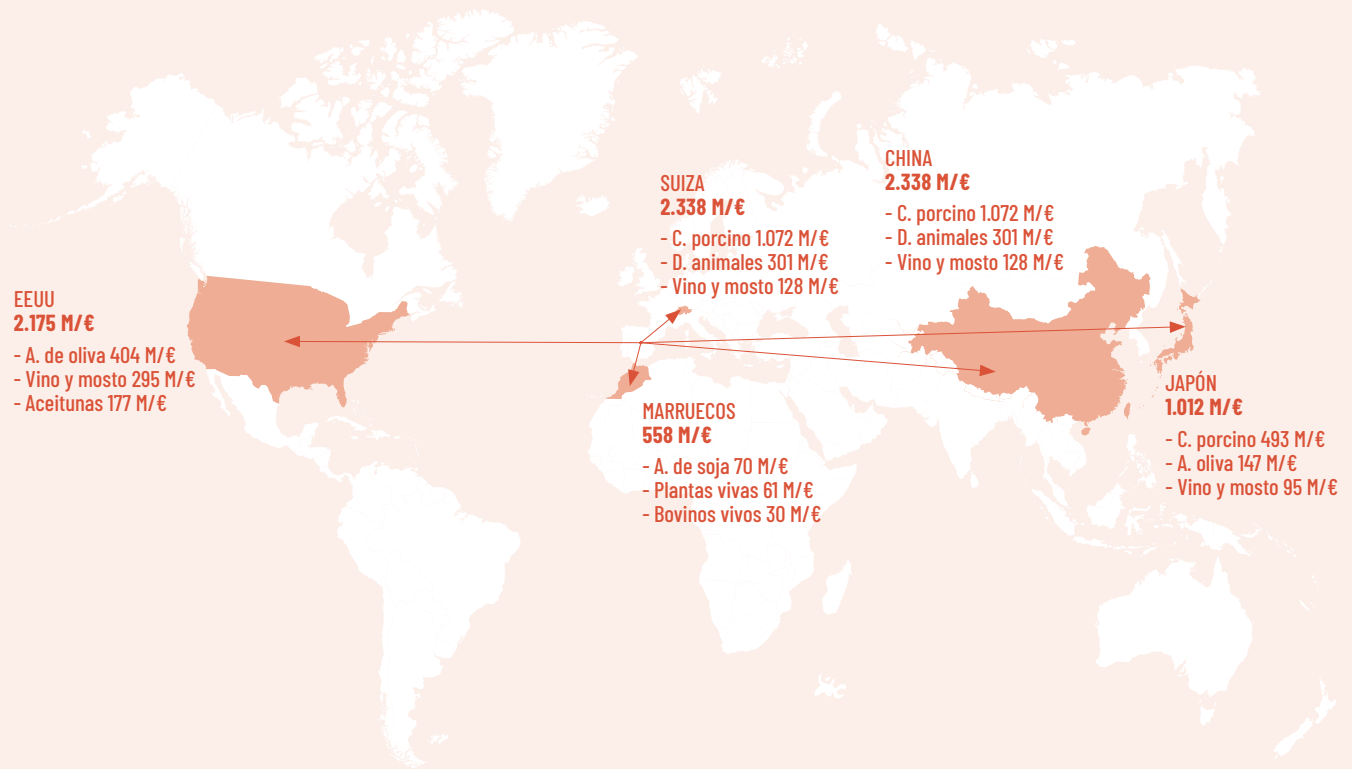 CHINA
2.338 M/€
- C. porcino 1.072 M/€
- D. animales 301 M/€
- Vino y mosto 128 M/€
SUIZA
2.338 M/€
- C. porcino 1.072 M/€
- D. animales 301 M/€
- Vino y mosto 128 M/€
EEUU
2.175 M/€
- A. de oliva 404 M/€
- Vino y mosto 295 M/€
- Aceitunas 177 M/€
JAPÓN
1.012 M/€
- C. porcino 493 M/€
- A. oliva 147 M/€
- Vino y mosto 95 M/€
MARRUECOS
558 M/€
- A. de soja 70 M/€
- Plantas vivas 61 M/€
- Bovinos vivos 30 M/€